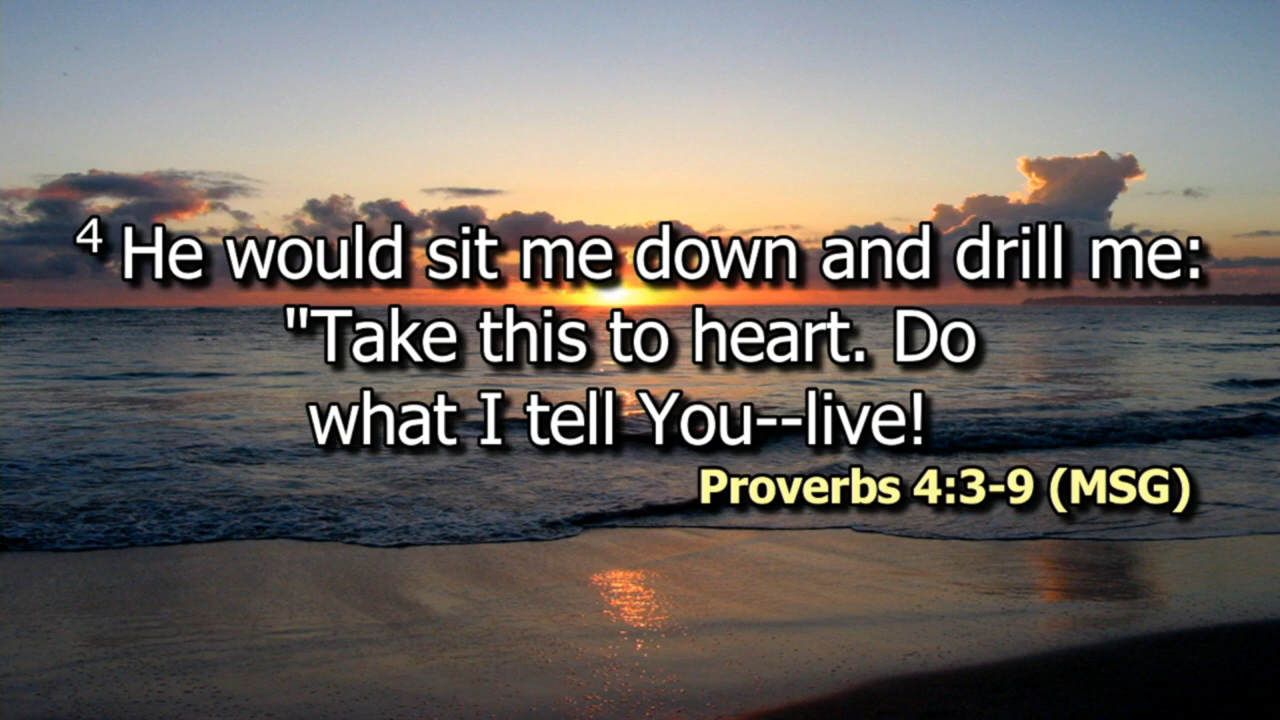 4 He would sit me down and drill me:
"Take this to heart. Do
what I tell You--live!
Proverbs 4:3-9 (MSG)